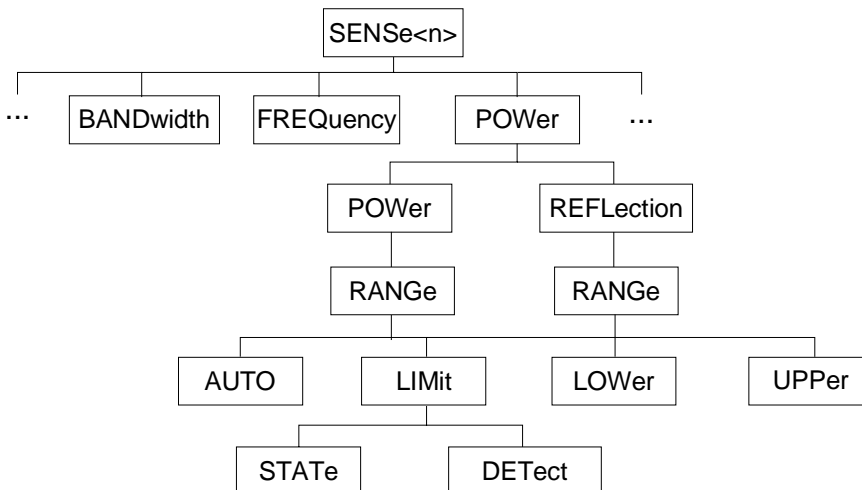 SENSe<n>
... BANDwidth FREQuency POWer ...
POWer REFLection
RANGe RANGe
AUTO LIMit LOWer UPPer
STATe DETect